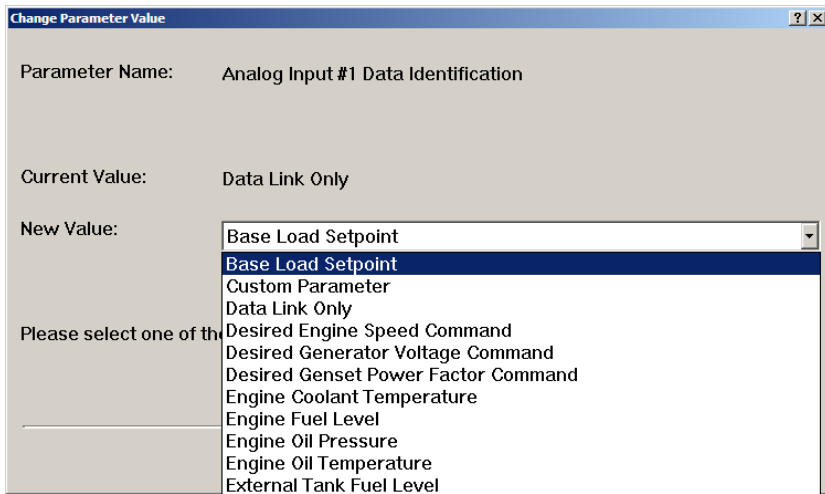 Change Parameter Value
Parameter Name: Analog Input #1 Data Identification
Current Value: Data Link Only
New Value: Base Load Setpoint
Base Load Setpoint
Custom Parameter
Data Link Only
Please select one of the
Desired Engine Speed Command
Desired Generator Voltage Command
Desired Genset Power Factor Command
Engine Coolant Temperature
Engine Fuel Level
Engine Oil Pressure
Engine Oil Temperature
External Tank Fuel Level